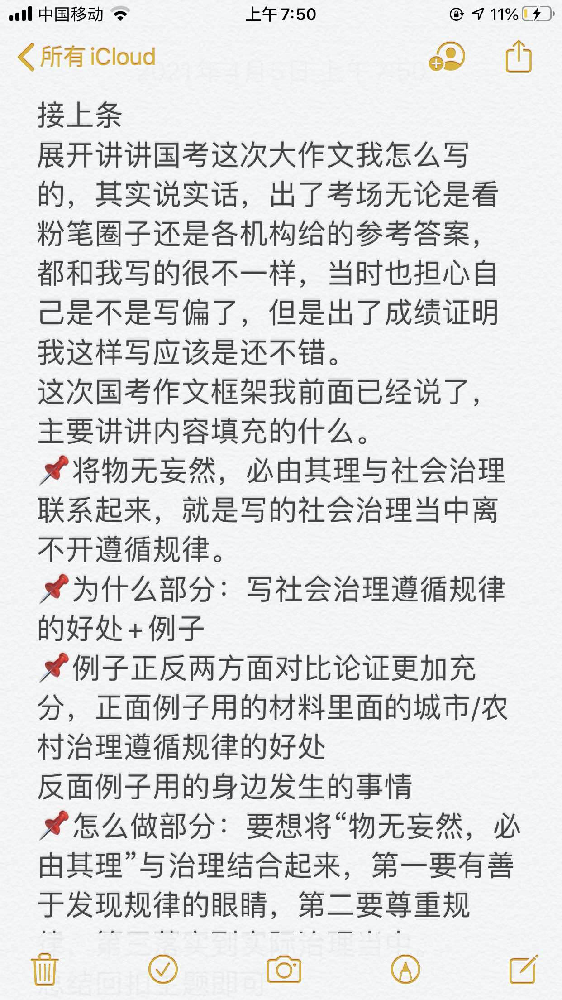 中国移动 上午 7:50 11%
所有 iCloud
接上条
展开讲讲国考这次大作文我怎么写
的，其实说实话，出了考场无论是看
粉笔圈子还是各机构给的参考答案，
都和我写的很不一样，当时也担心自
己是不是写偏了，但是出了成绩证明
我这样写应该是还不错。
这次国考作文框架我前面已经说了，
主要讲讲内容填充的什么。
📌将物无妄然，必由其理与社会治理
联系起来，就是写的社会治理当中离
不开遵循规律。
📌为什么部分：写社会治理遵循规律
的好处+例子
📌例子正反两方面对比论证更加充
分，正面例子用的材料里面的城市/农
村治理遵循规律的好处
反面例子用的身边发生的事情
📌怎么做部分：要想将“物无妄然，必
由其理”与治理结合起来，第一要有善
于发现规律的眼睛，第二要尊重规
律，第三落实到实际治理当中。
总结回扣主题即可